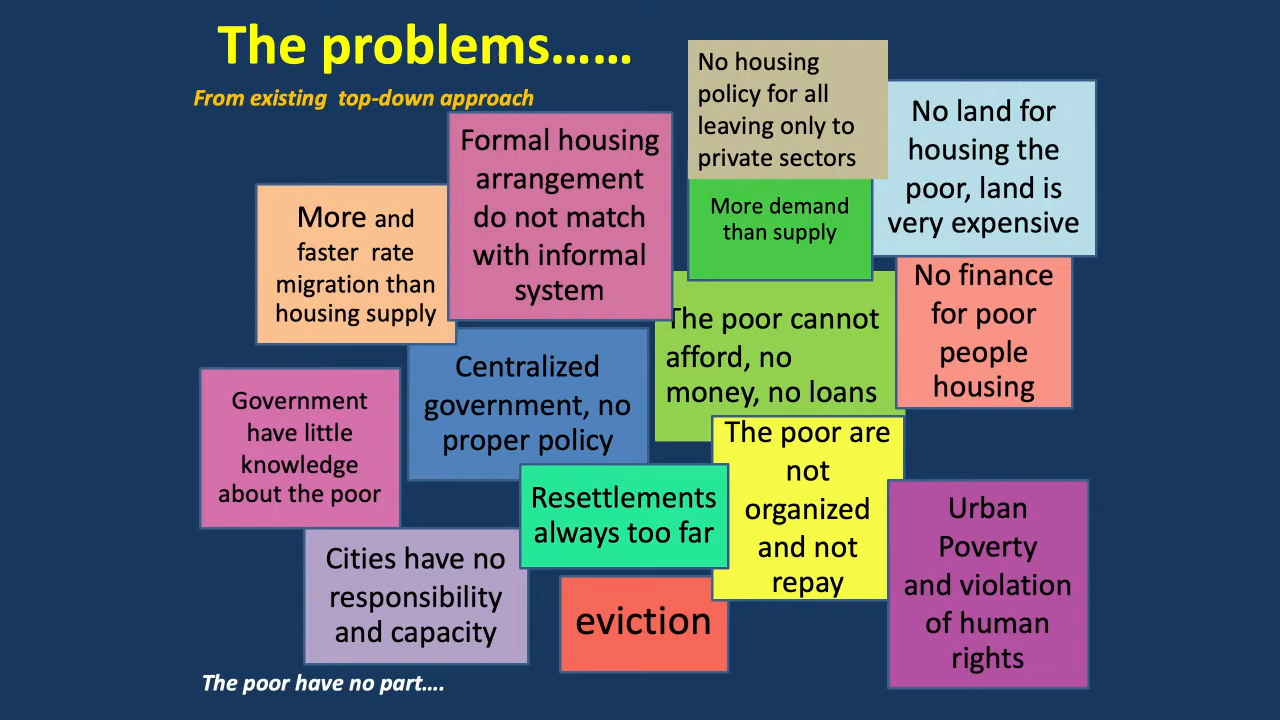 The problems……
From existing  top-down approach
No housing
policy for all
leaving only to
private sectors
No land for
housing the
poor, land is
very expensive
Formal housing
arrangement
do not match
with informal
system
More demand
than supply
More and
faster  rate
migration than
housing supply
No finance
for poor
people
housing
The poor cannot
afford, no
money, no loans
Centralized
government, no
proper policy
Government
have little
knowledge
about the poor
The poor are
not
organized
and not
repay
Resettlements
always too far
Urban
Poverty
and violation
of human
rights
Cities have no
responsibility
and capacity
eviction
The poor have no part….